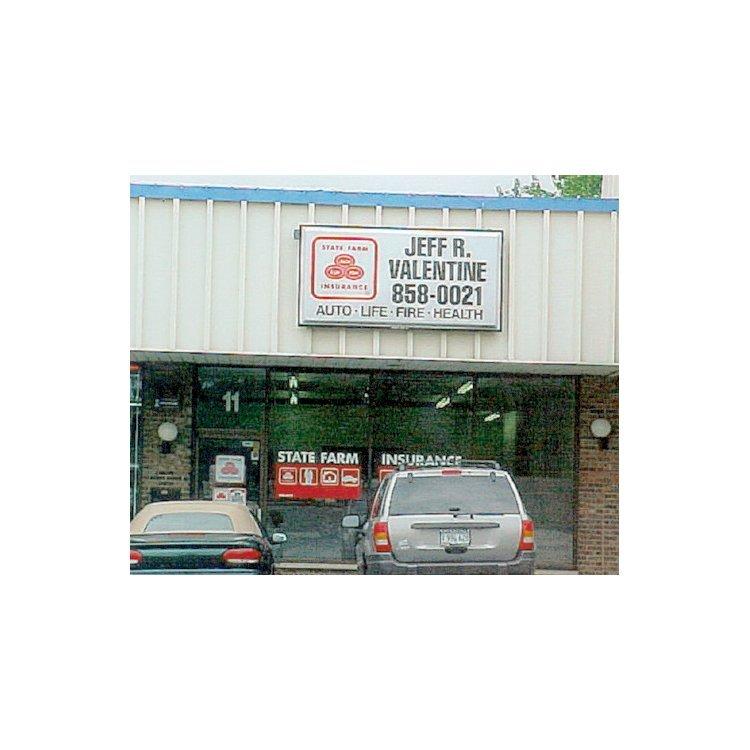 STATE FARM
INSURANCE
JEFF R.
VALENTINE
858-0021
AUTO · LIFE · FIRE · HEALTH
11
STATE FARM INSURANCE